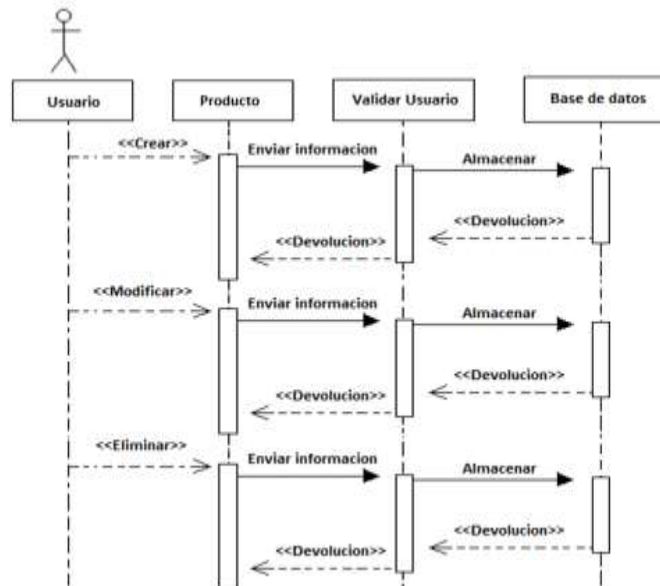 Usuario
Producto
Validar Usuario
Base de datos
<<Crear>>
Enviar informacion
Almacenar
<<Devolucion>>
<<Devolucion>>
<<Modificar>>
Enviar informacion
Almacenar
<<Devolucion>>
<<Devolucion>>
<<Eliminar>>
Enviar informacion
Almacenar
<<Devolucion>>
<<Devolucion>>